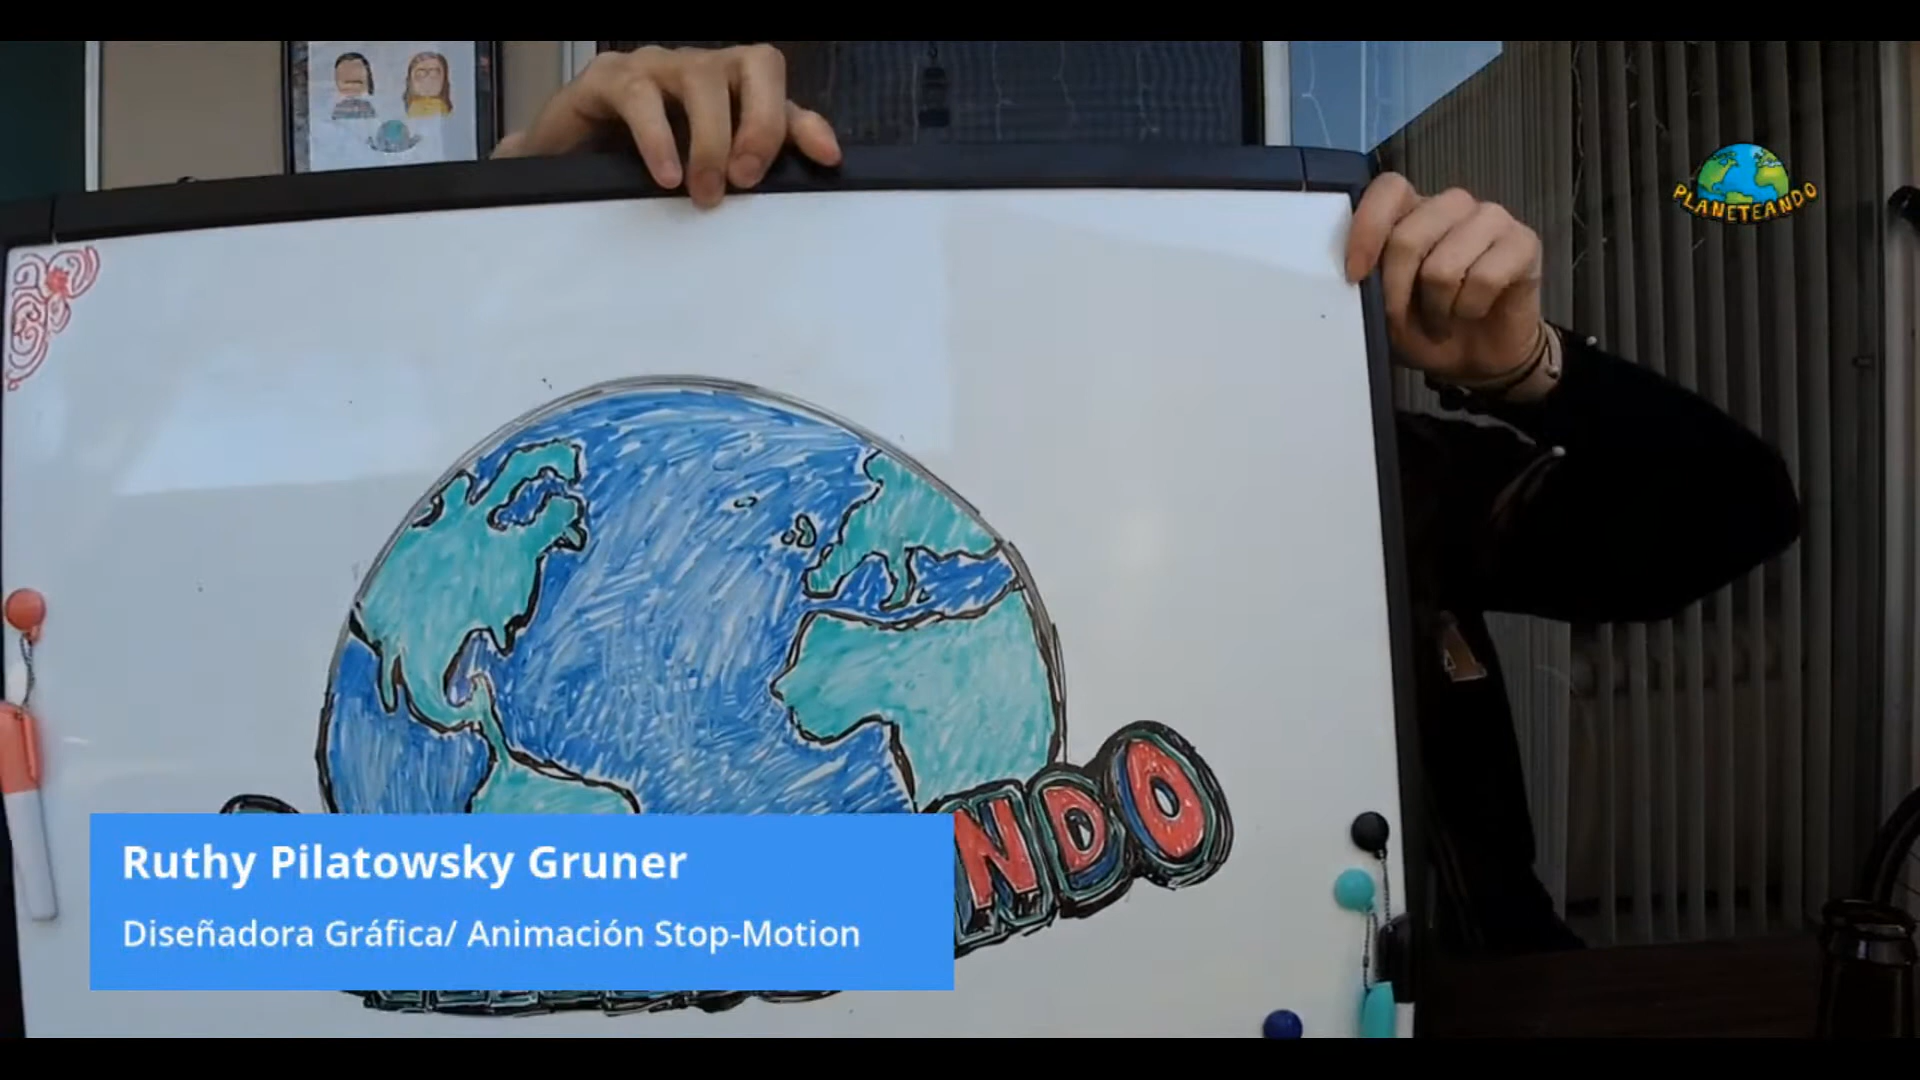 PLANETEANDO
NDO
Ruthy Pilatowsky Gruner
Diseñadora Gráfica/ Animación Stop-Motion